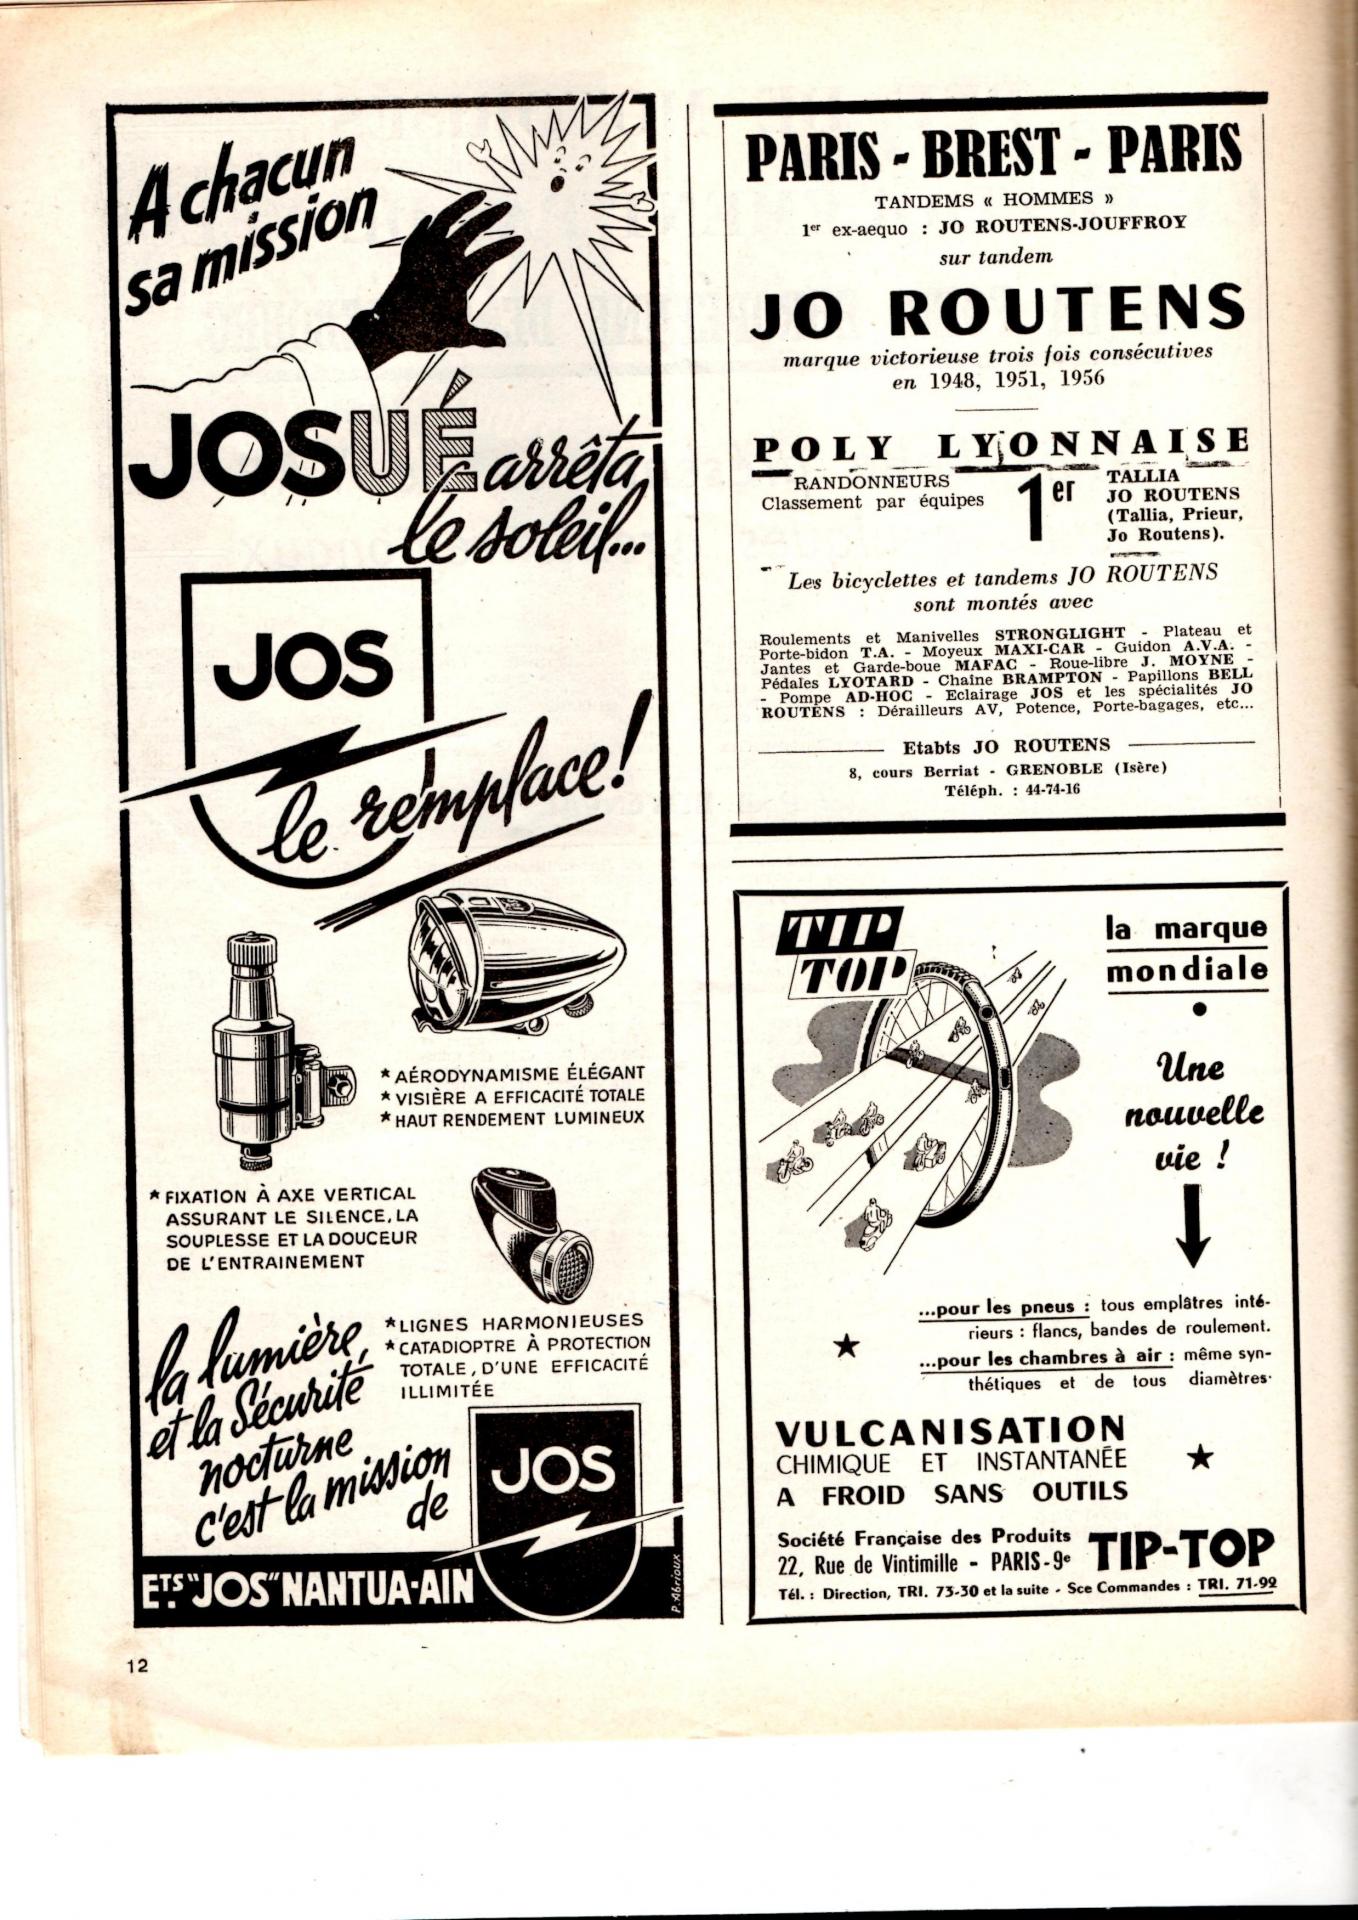 A chacun
sa mission
JOSUÉ arrêta
le soleil...
JOS
le remplace!
* AÉRODYNAMISME ÉLÉGANT
* VISIÈRE A EFFICACITÉ TOTALE
* HAUT RENDEMENT LUMINEUX
* FIXATION À AXE VERTICAL
ASSURANT LE SILENCE, LA
SOUPLESSE ET LA DOUCEUR
DE L'ENTRAINEMENT
* LIGNES HARMONIEUSES
* CATADIOPTRE À PROTECTION
TOTALE, D'UNE EFFICACITÉ
ILLIMITÉE
la lumière,
et la Sécurité
nocturne
c'est la mission
de
JOS
ETS. "JOS" NANTUA-AIN
P. Abrioux
12
PARIS - BREST - PARIS
TANDEMS « HOMMES »
1er ex-aequo : JO ROUTENS-JOUFFROY
sur tandem
JO ROUTENS
marque victorieuse trois fois consécutives
en 1948, 1951, 1956
POLY LYONNAISE
RANDONNEURS
Classement par équipes
1er
TALLIA
JO ROUTENS
(Tallia, Prieur,
Jo Routens).
Les bicyclettes et tandems JO ROUTENS
sont montés avec
Roulements et Manivelles STRONGLIGHT - Plateau et
Porte-bidon T.A. - Moyeux MAXI-CAR - Guidon A.V.A. -
Jantes et Garde-boue MAFAC - Roue-libre J. MOYNE -
Pédales LYOTARD - Chaîne BRAMPTON - Papillons BELL
- Pompe AD-HOC - Eclairage JOS et les spécialités JO
ROUTENS : Dérailleurs AV, Potence, Porte-bagages, etc...
Etabts JO ROUTENS
8, cours Berriat - GRENOBLE (Isère)
Téléph. : 44-74-16
TIP
TOP
la marque
mondiale
Une
nouvelle
vie !
...pour les pneus : tous emplâtres inté-
rieurs : flancs, bandes de roulement.
...pour les chambres à air : même syn-
thétiques et de tous diamètres.
VULCANISATION
CHIMIQUE ET INSTANTANÉE
A FROID SANS OUTILS
Société Française des Produits TIP-TOP
22, Rue de Vintimille - PARIS-9e
Tél. : Direction, TRI. 73-30 et la suite - Sce Commandes : TRI. 71-92